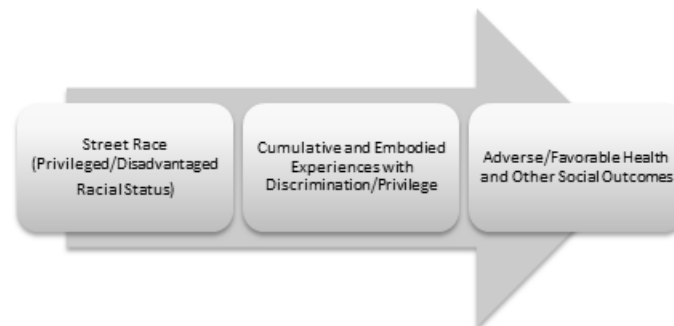 Street Race
(Privileged/Disadvantaged
Racial Status)
Cumulative and Embodied
Experiences with
Discrimination/Privilege
Adverse/Favorable Health
and Other Social Outcomes